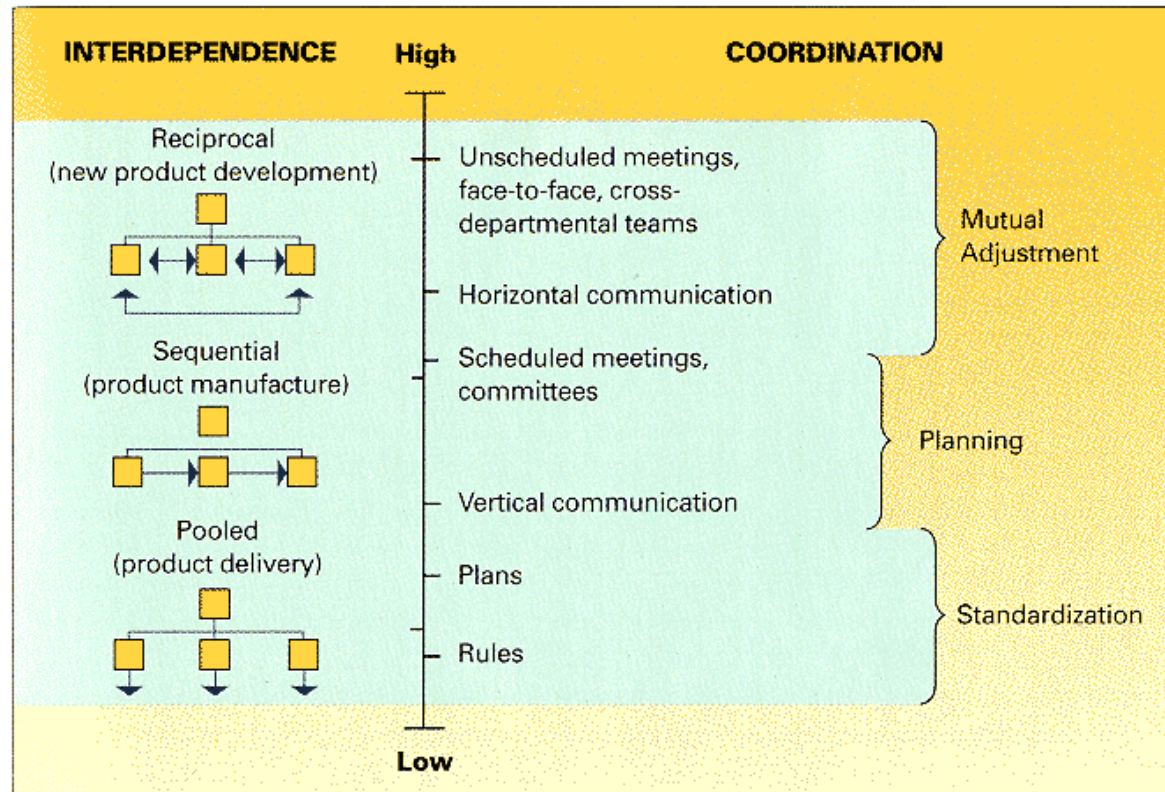 INTERDEPENDENCE
High
COORDINATION
Reciprocal
(new product development)
Unscheduled meetings,
face-to-face, cross-
departmental teams
Mutual
Adjustment
Horizontal communication
Sequential
(product manufacture)
Scheduled meetings,
committees
Planning
Vertical communication
Pooled
(product delivery)
Plans
Standardization
Rules
Low